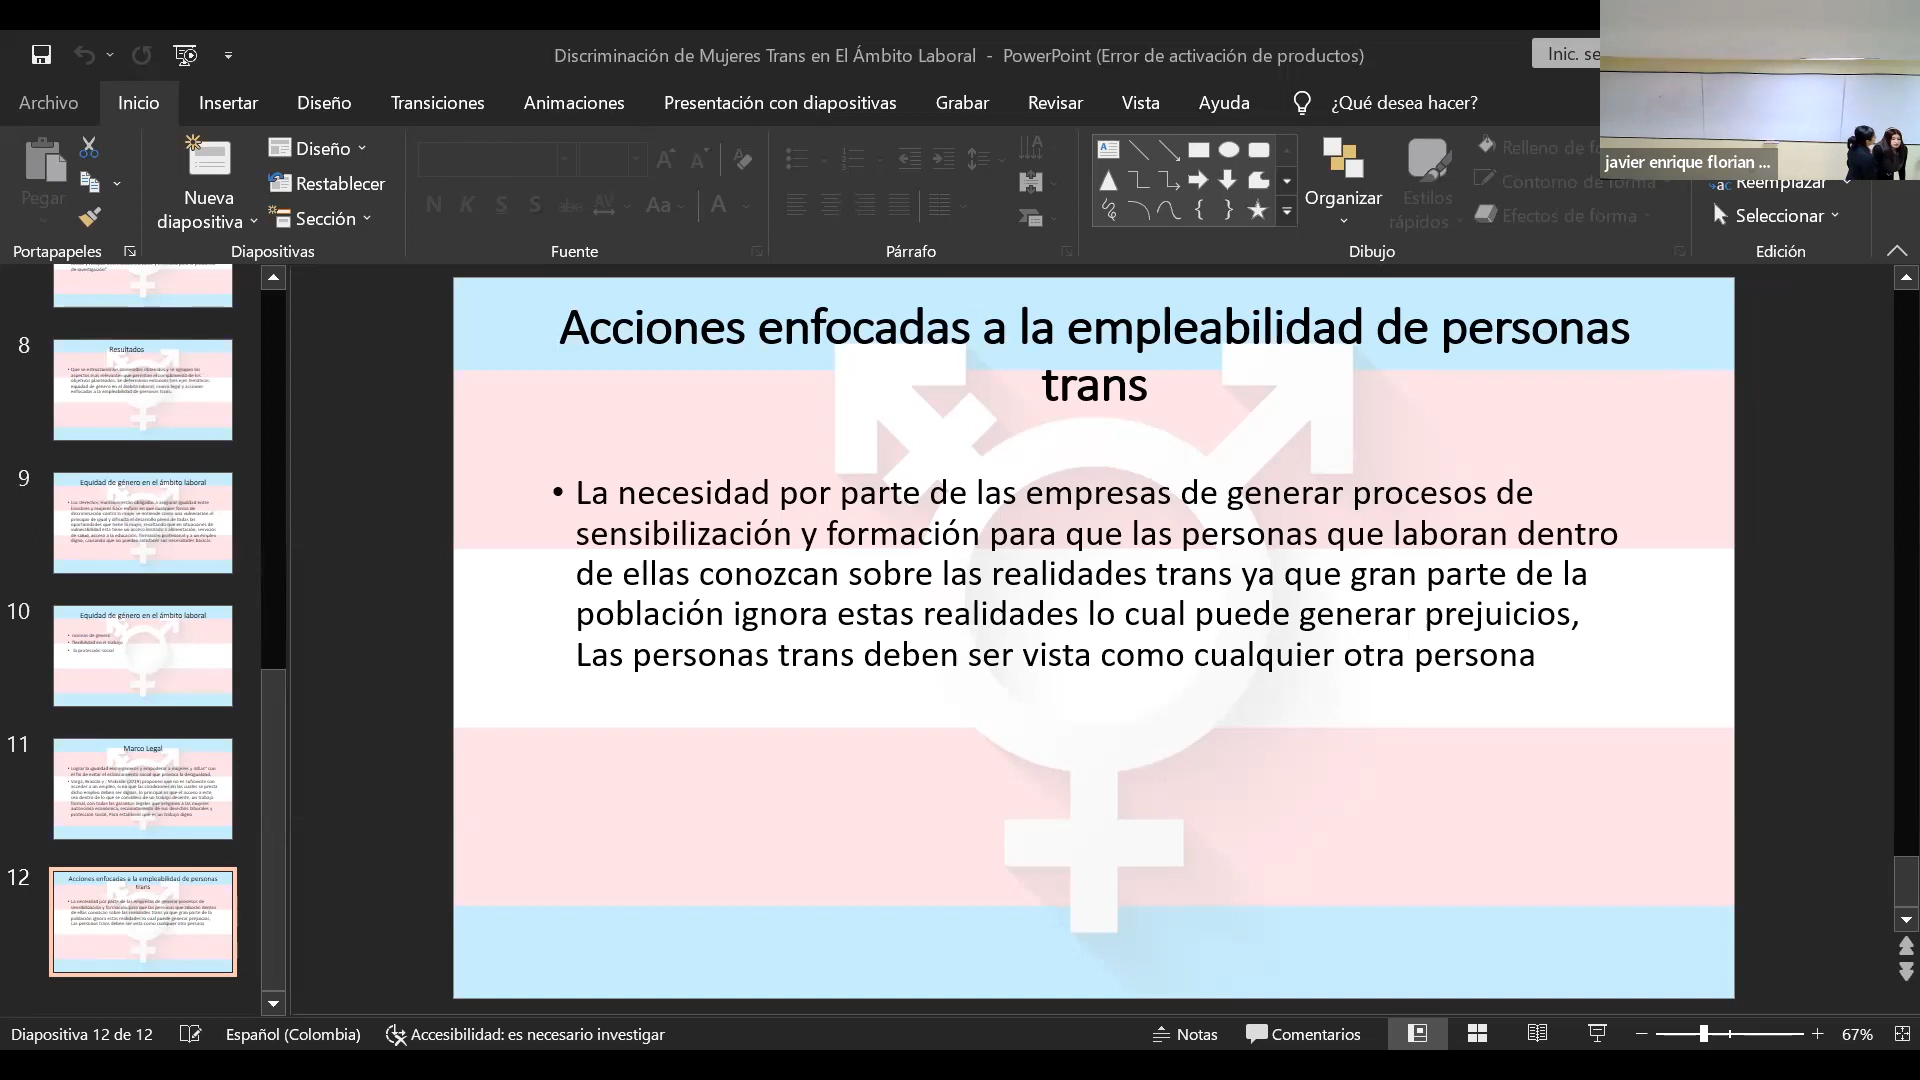 Discriminación de Mujeres Trans en El Ámbito Laboral - PowerPoint (Error de activación de productos)
Inic. se
Archivo
Inicio
Insertar
Diseño
Transiciones
Animaciones
Presentación con diapositivas
Grabar
Revisar
Vista
Ayuda
¿Qué desea hacer?
Pegar
Nueva
diapositiva
Diseño
Restablecer
Sección
Organizar
Estilos
rápidos
Relleno de fo
Contorno de forma
Efectos de forma
javier enrique florian ...
Reemplazar
Seleccionar
Portapapeles
Diapositivas
Fuente
Párrafo
Dibujo
Edición
8
Resultados
9
Equidad de género en el ámbito laboral
10
Equidad de género en el ámbito laboral
11
Marco Legal
12
Acciones enfocadas a la empleabilidad de personas
trans
Acciones enfocadas a la empleabilidad de personas
trans
• La necesidad por parte de las empresas de generar procesos de
sensibilización y formación para que las personas que laboran dentro
de ellas conozcan sobre las realidades trans ya que gran parte de la
población ignora estas realidades lo cual puede generar prejuicios,
Las personas trans deben ser vista como cualquier otra persona
Diapositiva 12 de 12
Español (Colombia)
Accesibilidad: es necesario investigar
Notas
Comentarios
67%